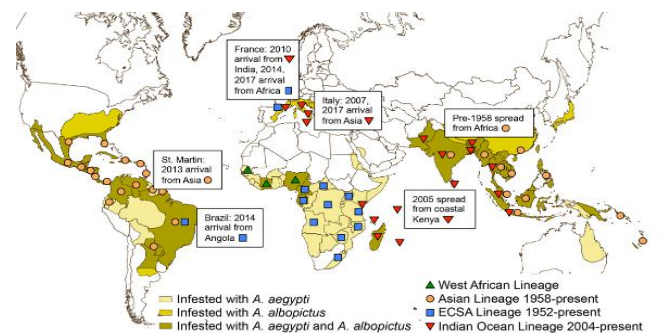 France: 2010
arrival from
India, 2014,
2017 arrival
from Africa
Italy: 2007,
2017 arrival
from Asia
Pre-1958 spread
from Africa
St. Martin:
2013 arrival
from Asia
2005 spread
from coastal
Kenya
Brazil: 2014
arrival from
Angola
West African Lineage
Infested with A. aegypti
Asian Lineage 1958-present
Infested with A. albopictus
ECSA Lineage 1952-present
Infested with A. aegypti and A. albopictus
Indian Ocean Lineage 2004-present